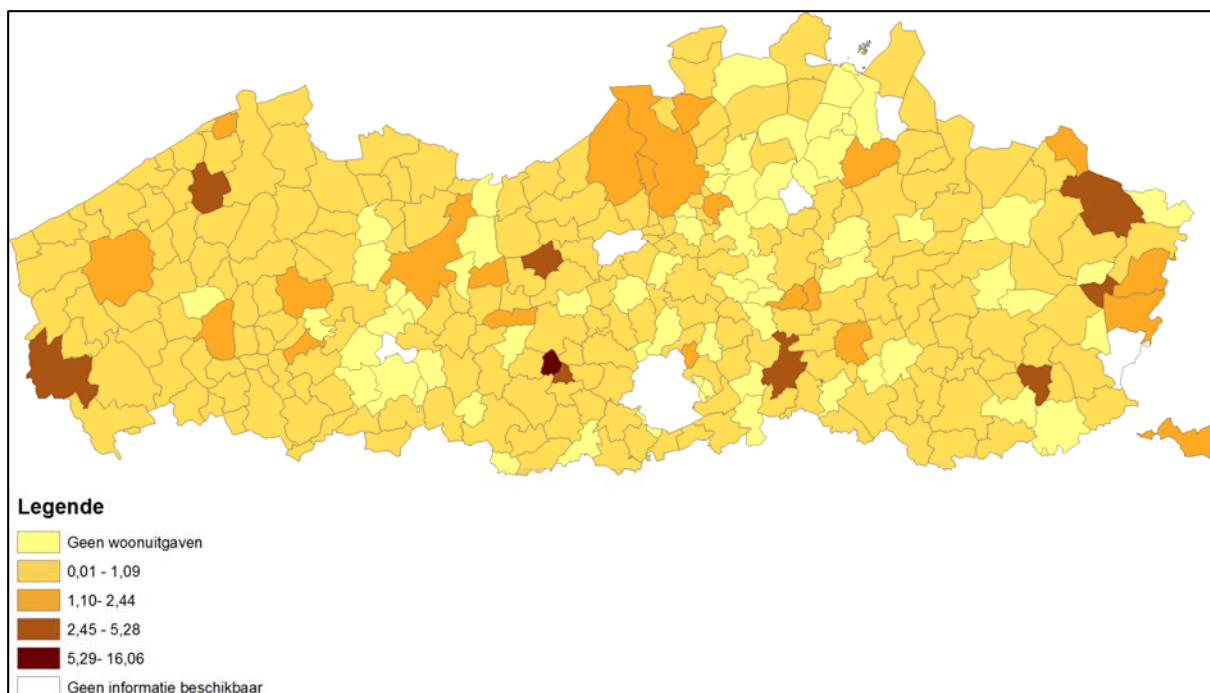 Legende
Geen woonuitgaven
0,01 - 1,09
1,10- 2,44
2,45 - 5,28
5,29- 16,06
Geen informatie beschikbaar